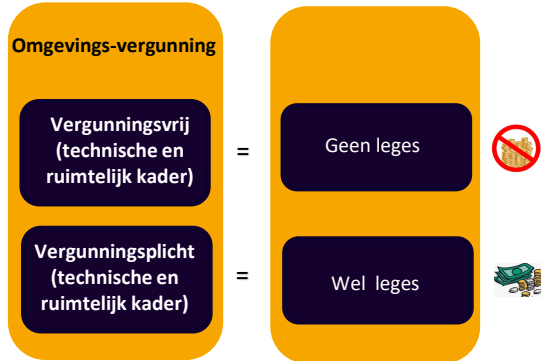 Omgevings-vergunning
Vergunningsvrij
(technische en
ruimtelijk kader)
=
Geen leges
Vergunningsplicht
(technische en
ruimtelijk kader)
=
Wel leges